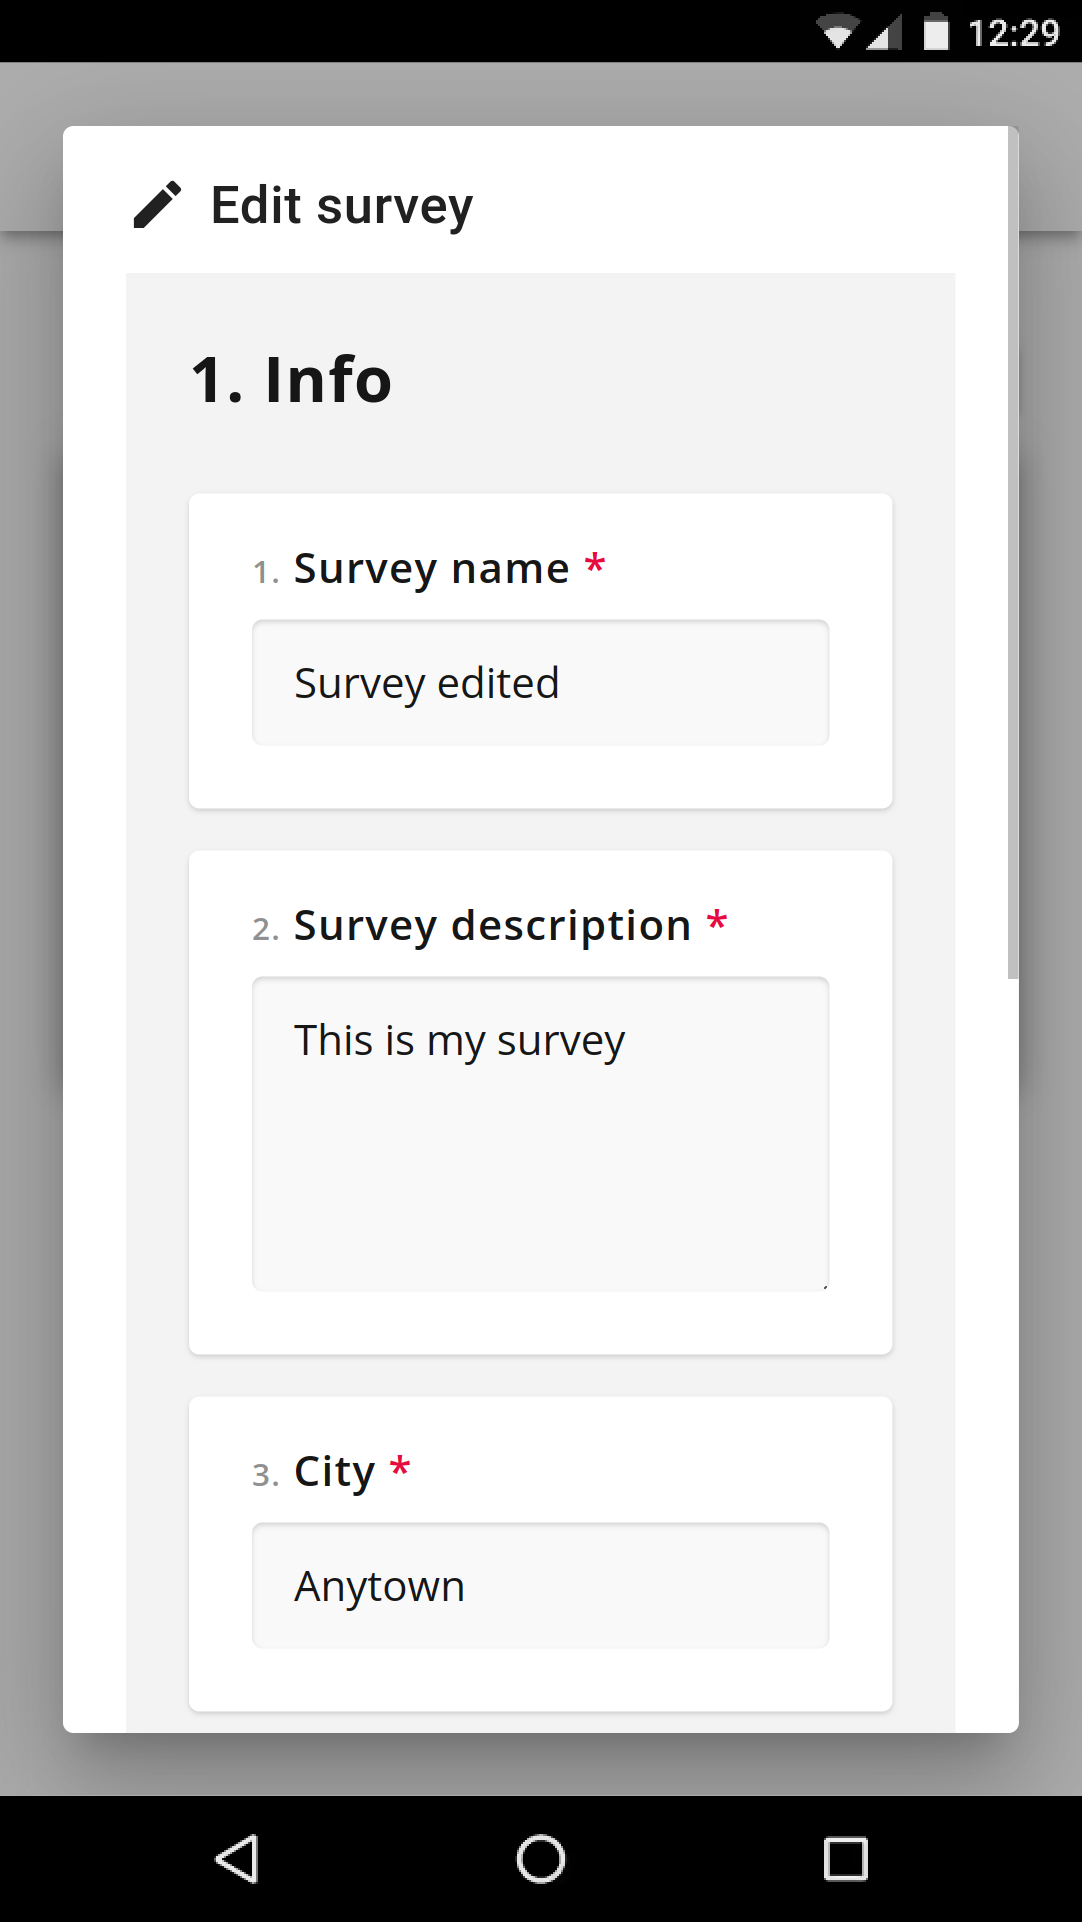 12:29
Edit survey
1. Info
1. Survey name *
Survey edited
2. Survey description *
This is my survey
3. City *
Anytown